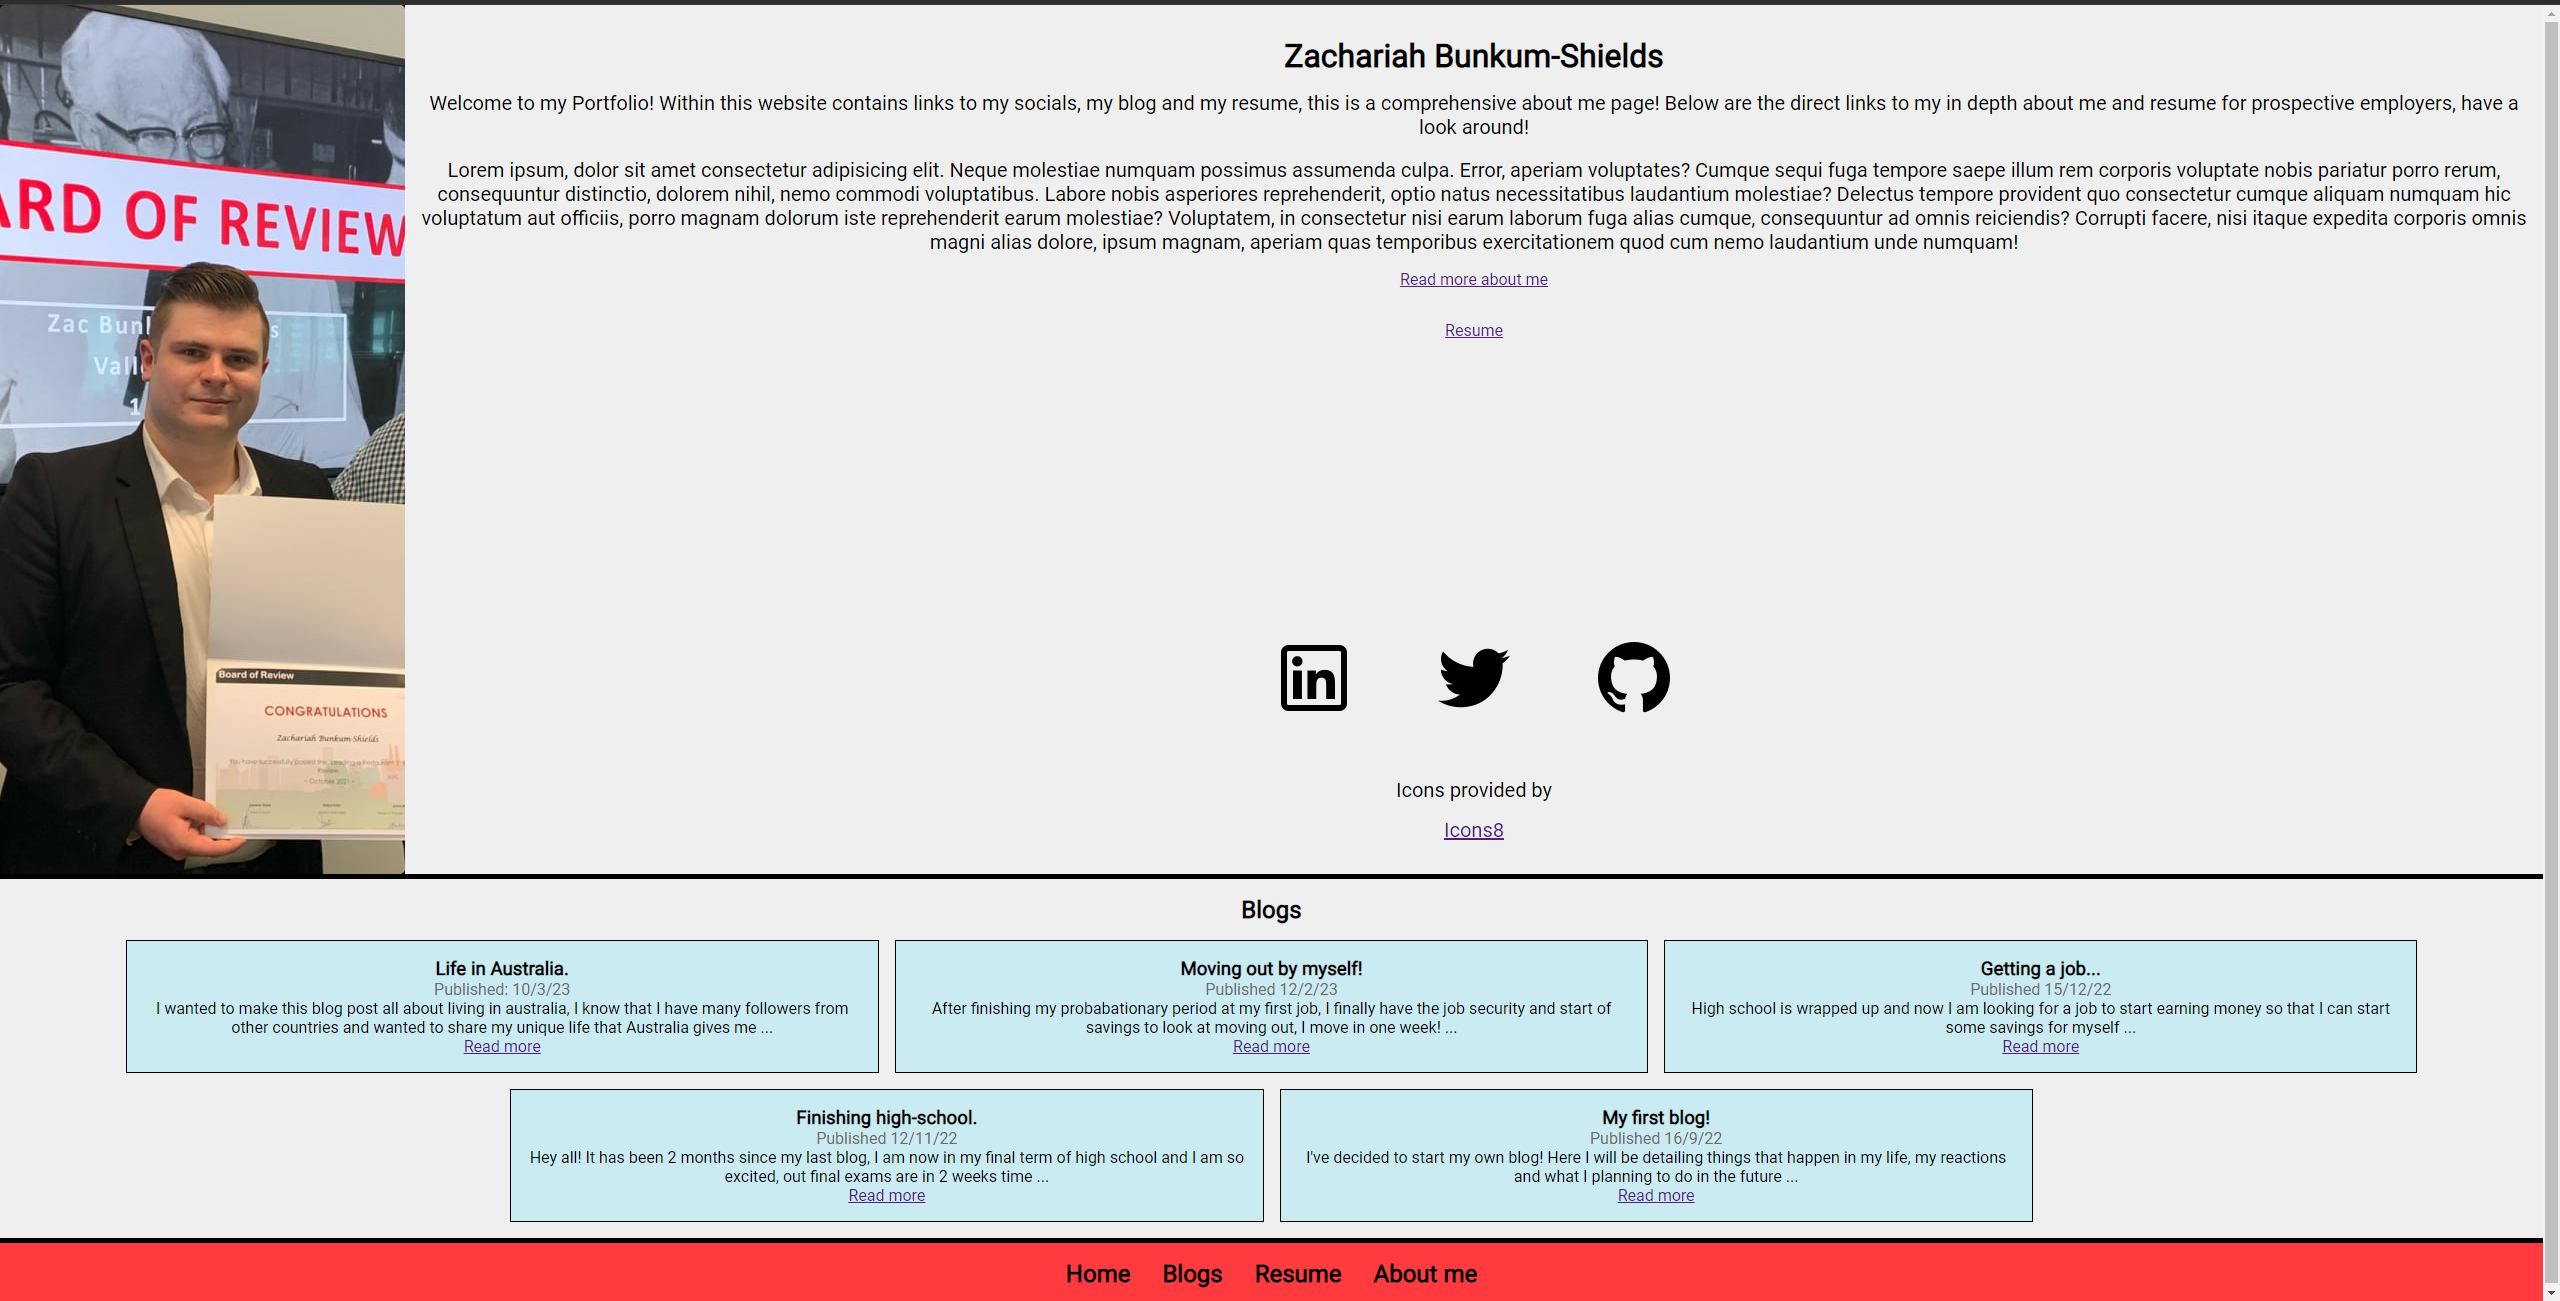 ARD OF REVIEW
Zac Bun
s
Vall
1
Board of Review
CONGRATULATIONS
Zachariah Bunkum-Shields
You have successfully passed the
Review
- October 2021 -
Zachariah Bunkum-Shields
Welcome to my Portfolio! Within this website contains links to my socials, my blog and my resume, this is a comprehensive about me page! Below are the direct links to my in depth about me and resume for prospective employers, have a
look around!
Lorem ipsum, dolor sit amet consectetur adipisicing elit. Neque molestiae numquam possimus assumenda culpa. Error, aperiam voluptates? Cumque sequi fuga tempore saepe illum rem corporis voluptate nobis pariatur porro rerum,
consequuntur distinctio, dolorem nihil, nemo commodi voluptatibus. Labore nobis asperiores reprehenderit, optio natus necessitatibus laudantium molestiae? Delectus tempore provident quo consectetur cumque aliquam numquam hic
voluptatum aut officiis, porro magnam dolorum iste reprehenderit earum molestiae? Voluptatem, in consectetur nisi earum laborum fuga alias cumque, consequuntur ad omnis reiciendis? Corrupti facere, nisi itaque expedita corporis omnis
magni alias dolore, ipsum magnam, aperiam quas temporibus exercitationem quod cum nemo laudantium unde numquam!
Read more about me
Resume
in
Icons provided by
Icons8
Blogs
Life in Australia.
Published: 10/3/23
I wanted to make this blog post all about living in australia, I know that I have many followers from
other countries and wanted to share my unique life that Australia gives me ...
Read more
Moving out by myself!
Published 12/2/23
After finishing my probabationary period at my first job, I finally have the job security and start of
savings to look at moving out, I move in one week! ...
Read more
Getting a job...
Published 15/12/22
High school is wrapped up and now I am looking for a job to start earning money so that I can start
some savings for myself ...
Read more
Finishing high-school.
Published 12/11/22
Hey all! It has been 2 months since my last blog, I am now in my final term of high school and I am so
excited, out final exams are in 2 weeks time ...
Read more
My first blog!
Published 16/9/22
I've decided to start my own blog! Here I will be detailing things that happen in my life, my reactions
and what I planning to do in the future ...
Read more
Home Blogs Resume About me